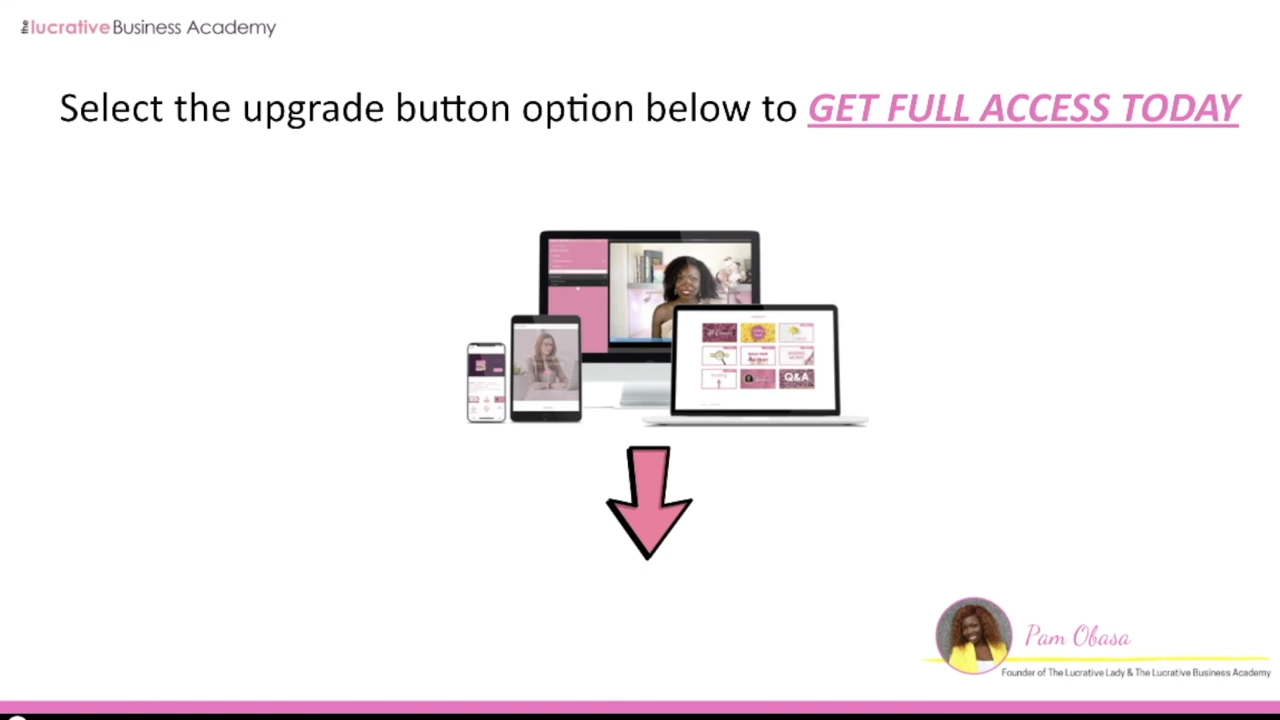 the lucrative Business Academy
Select the upgrade button option below to GET FULL ACCESS TODAY
Q&A
Pam Obasa
Founder of The Lucrative Lady & The Lucrative Business Academy